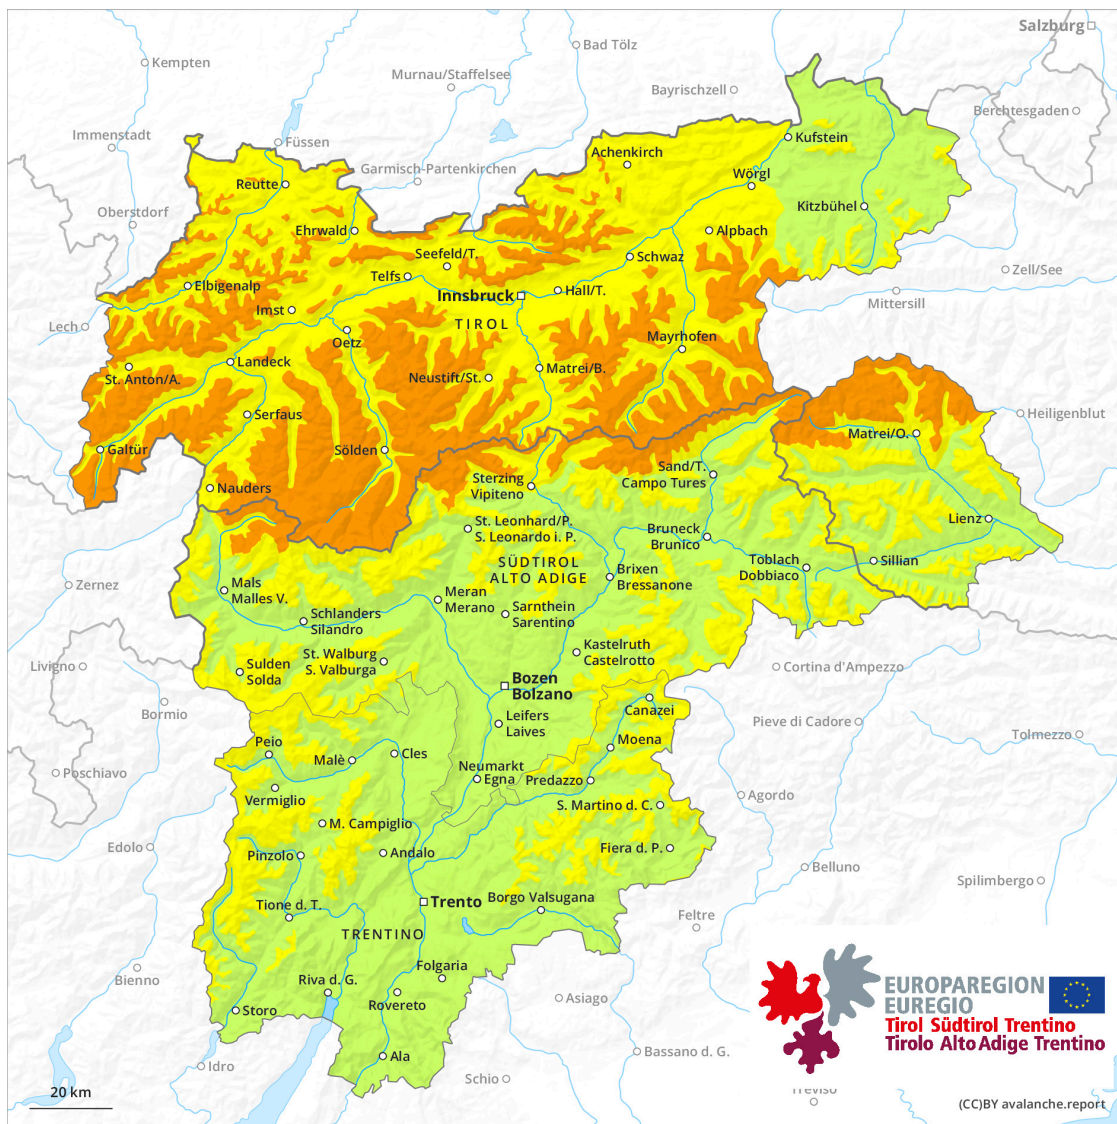 Salzburg
Bad Tölz
Kempten
Murnau/Staffelsee
Bayrischzell
Berchtesgaden
Immenstadt
Füssen
Kufstein
Achenkirch
Garmisch-Partenkirchen
Wörgl
Reutte
Kitzbühel
Oberstdorf
Ehrwald
Alpbach
Seefeld/T.
Schwaz
Zell/See
Telfs
Elbigenalp
Hall/T.
Innsbruck
Mittersill
Imst
TIROL
Lech
Oetz
Mayrhofen
Landeck
Matrei/B.
St. Anton/A.
Neustift/St.
Serfaus
Heiligenblut
Matrei/O.
Galtür
Sölden
Sand/T.
Campo Tures
Sterzing
Vipiteno
Nauders
Lienz
St. Leonhard/P.
S. Leonardo i. P.
Bruneck
Brunico
Toblach
Dobbiaco
Sillian
SÜDTIROL
ALTO ADIGE
Brixen
Bressanone
Zernez
Mals
Malles V.
Meran
Merano
Sarnthein
Sarentino
Schlanders
Silandro
Kastelruth
Castelrotto
St. Walburg
S. Valburga
Livigno
Sulden
Solda
Cortina d'Ampezzo
Bozen
Bolzano
Canazei
Bormio
Leifers
Laives
Pieve di Cadore
Tolmezzo
Moena
Peio
Cles
Malè
Poschiavo
Neumarkt
Egna
Predazzo
Vermiglio
Agordo
S. Martino d. C.
M. Campiglio
Edolo
Fiera d. P.
Pinzolo
Andalo
Belluno
Spilimbergo
Tione d. T.
Trento
Borgo Valsugana
Feltre
TRENTINO
Bienno
Folgaria
Riva d. G.
Rovereto
Asiago
Storo
EUROPAREGION
EUREGIO
Tirol Südtirol Trentino
Tirolo Alto Adige Trentino
Ala
Bassano d. G.
Idro
Schio
Treviso
20 km
(CC)BY avalanche.report